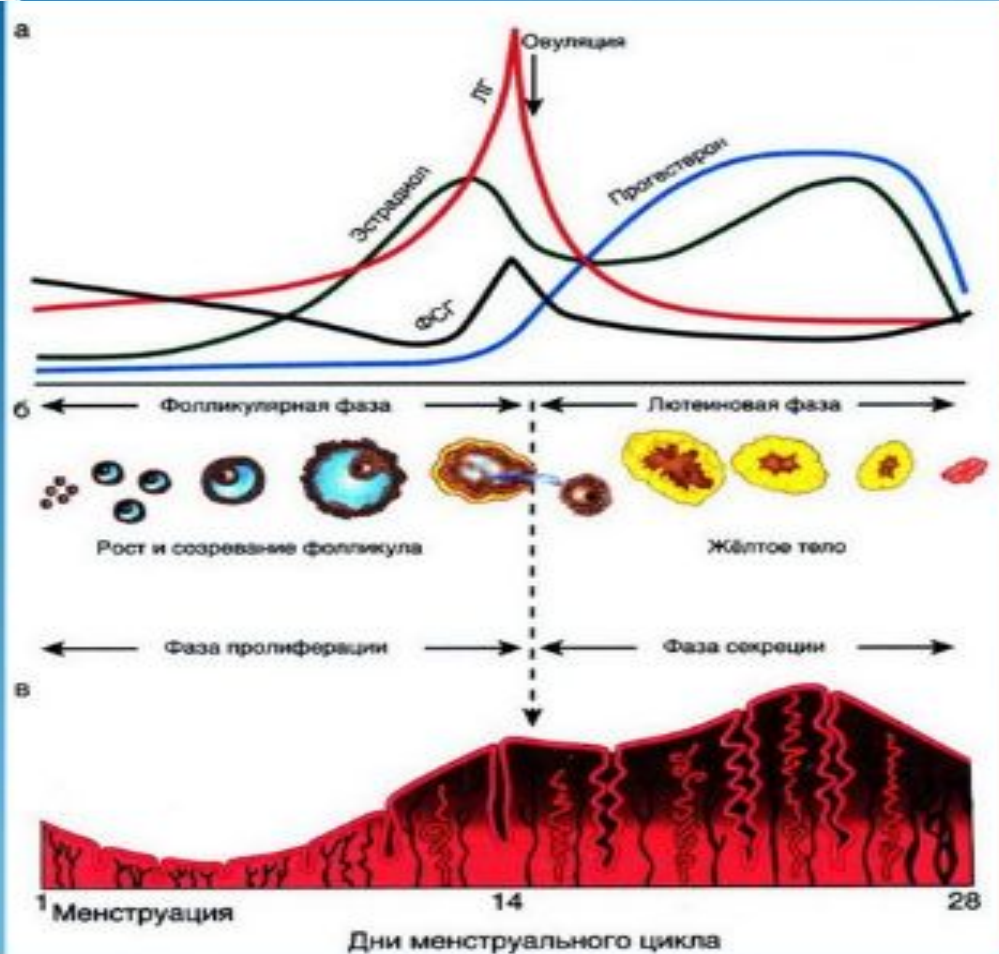 а
Овуляция
ЛГ
Эстрадиол
Прогестерон
ФСГ
б
Фолликулярная фаза
Лютеиновая фаза
Рост и созревание фолликула
Жёлтое тело
Фаза пролиферации
Фаза секреции
в
1
Менструация
14
28
Дни менструального цикла